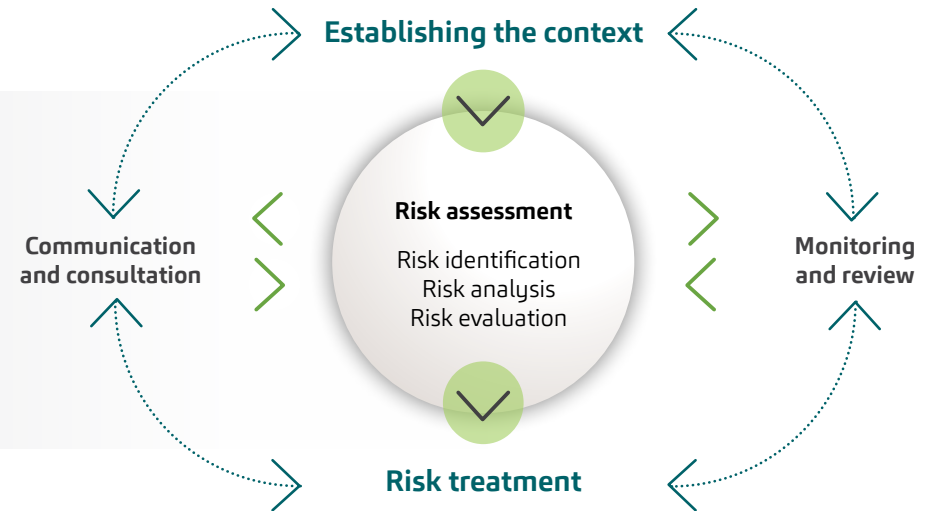 Establishing the context
Risk assessment
Risk identification
Risk analysis
Risk evaluation
Communication
and consultation
Monitoring
and review
Risk treatment